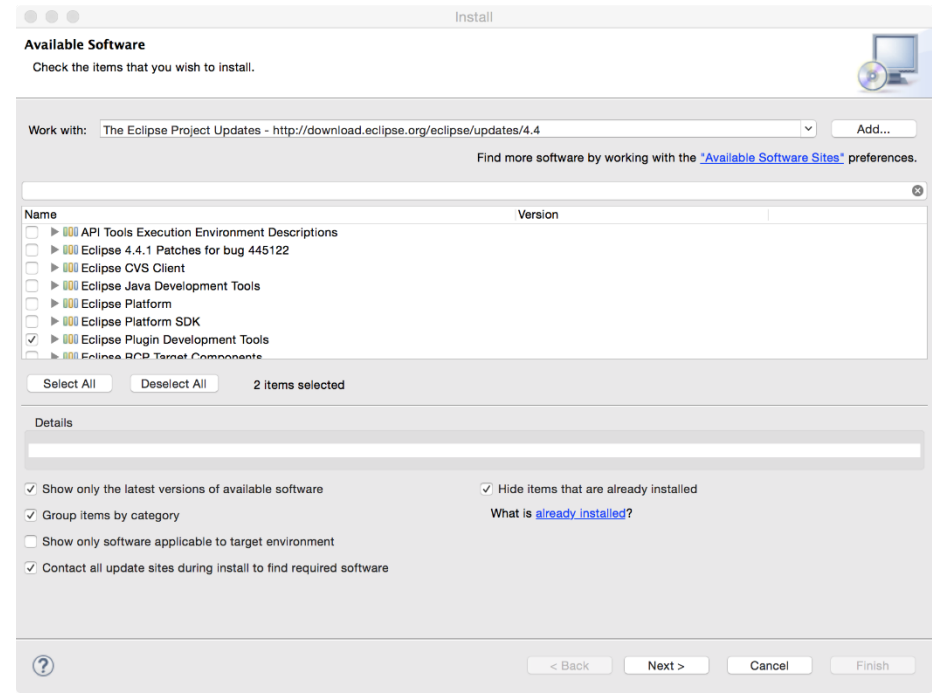 Install
Available Software
Check the items that you wish to install.
Work with: The Eclipse Project Updates - http://download.eclipse.org/eclipse/updates/4.4 Add...
Find more software by working with the "Available Software Sites" preferences.
Name Version
API Tools Execution Environment Descriptions
Eclipse 4.4.1 Patches for bug 445122
Eclipse CVS Client
Eclipse Java Development Tools
Eclipse Platform
Eclipse Platform SDK
Eclipse Plugin Development Tools
Eclipse RCP Target Components
Select All Deselect All 2 items selected
Details
Show only the latest versions of available software Hide items that are already installed
Group items by category What is already installed?
Show only software applicable to target environment
Contact all update sites during install to find required software
? < Back Next > Cancel Finish